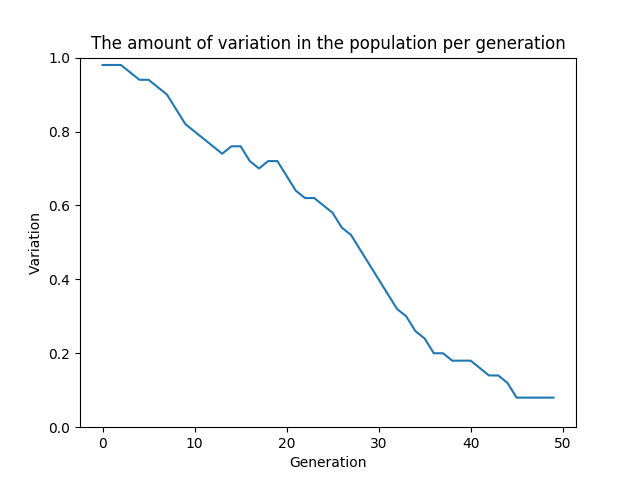 The amount of variation in the population per generation
1.0
0.8
0.6
0.4
0.2
0.0
Variation
0 10 20 30 40 50
Generation